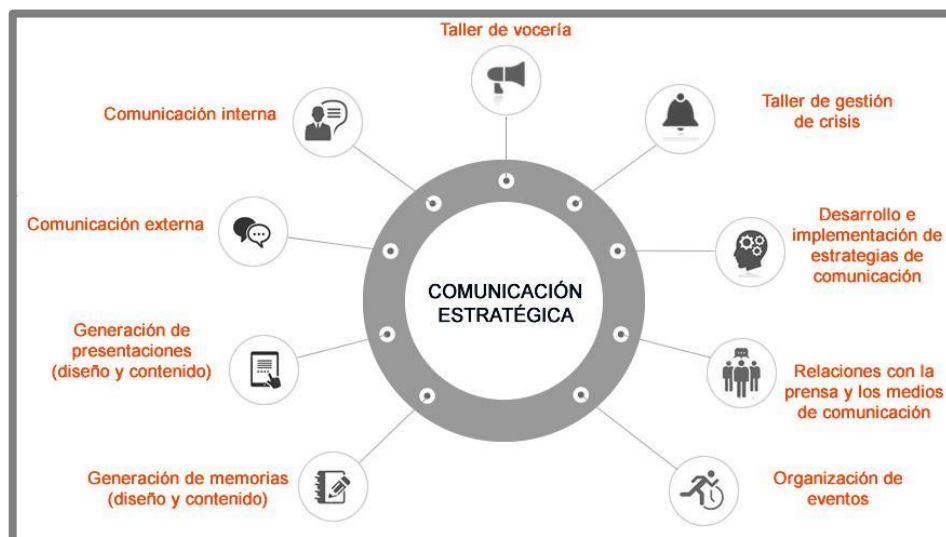 Taller de vocería
Taller de gestión
de crisis
Desarrollo e
implementación de
estrategias de
comunicación
Relaciones con la
prensa y los medios
de comunicación
Organización de
eventos
Generación de memorias
(diseño y contenido)
Generación de
presentaciones
(diseño y contenido)
Comunicación externa
Comunicación interna
COMUNICACIÓN
ESTRATÉGICA